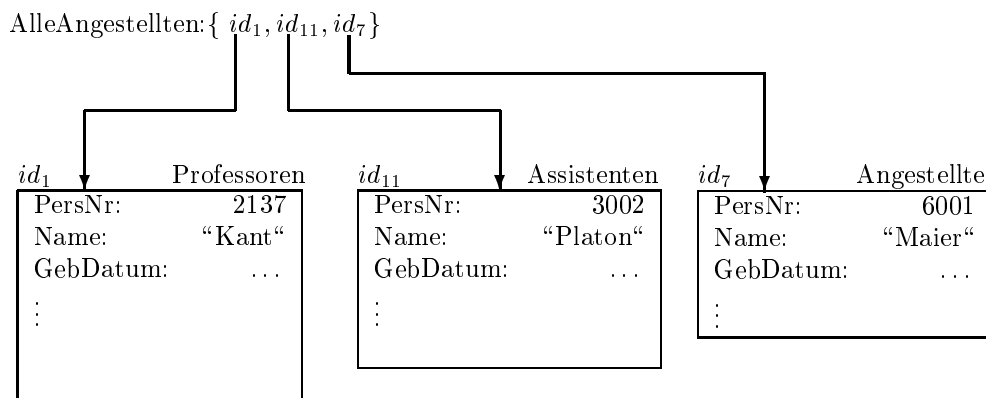 AlleAngestellten:{ id₁, id₁₁, id₇}
id₁ Professoren
PersNr: 2137
Name: “Kant“
GebDatum: ...
⋮
id₁₁ Assistenten
PersNr: 3002
Name: “Platon“
GebDatum: ...
⋮
id₇ Angestellte
PersNr: 6001
Name: “Maier“
GebDatum: ...
⋮